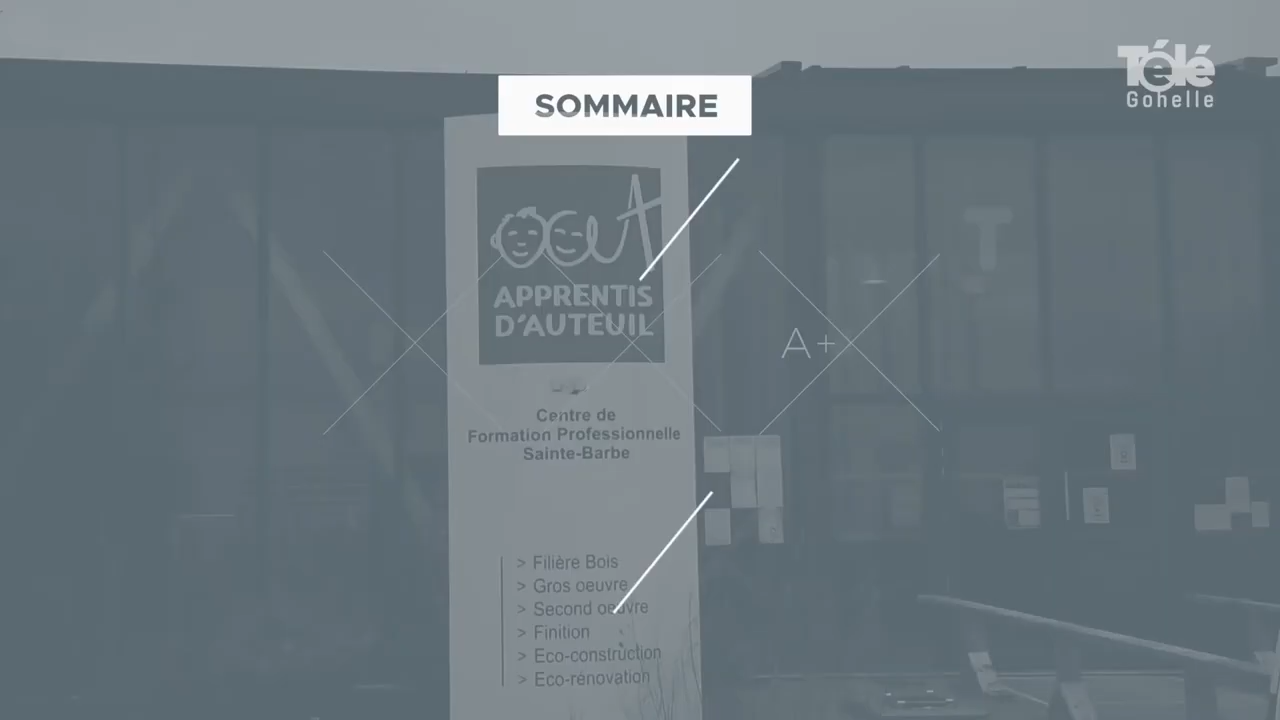 Télé
Gohelle
SOMMAIRE
APPRENTIS
D'AUTEUIL
A+
Centre de
Formation Professionnelle
Sainte-Barbe
> Filière Bois
> Gros oeuvre
> Second oeuvre
> Finition
> Eco-construction
> Eco-rénovation